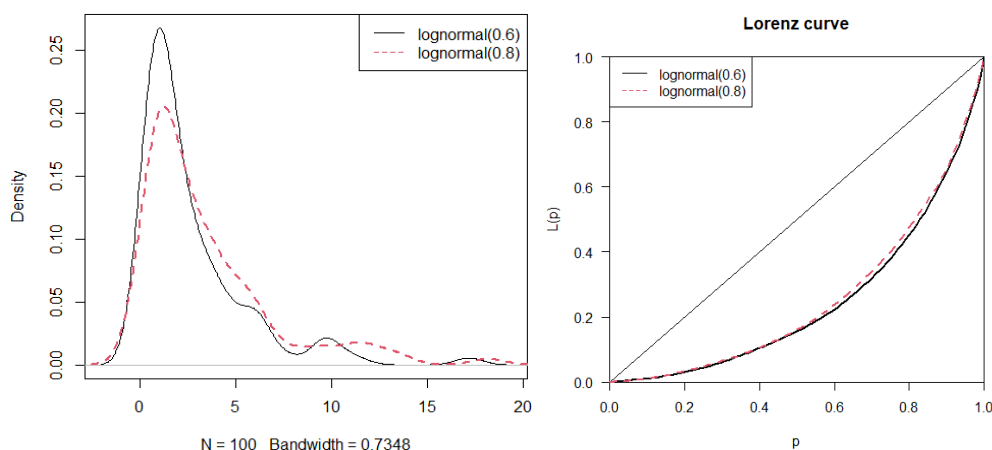 lognormal(0.6)
lognormal(0.8)
Density
0.00
0.05
0.10
0.15
0.20
0.25
0 5 10 15 20
N = 100 Bandwidth = 0.7348
Lorenz curve
lognormal(0.6)
lognormal(0.8)
L(p)
1.0
0.8
0.6
0.4
0.2
0.0
0.0 0.2 0.4 0.6 0.8 1.0
p